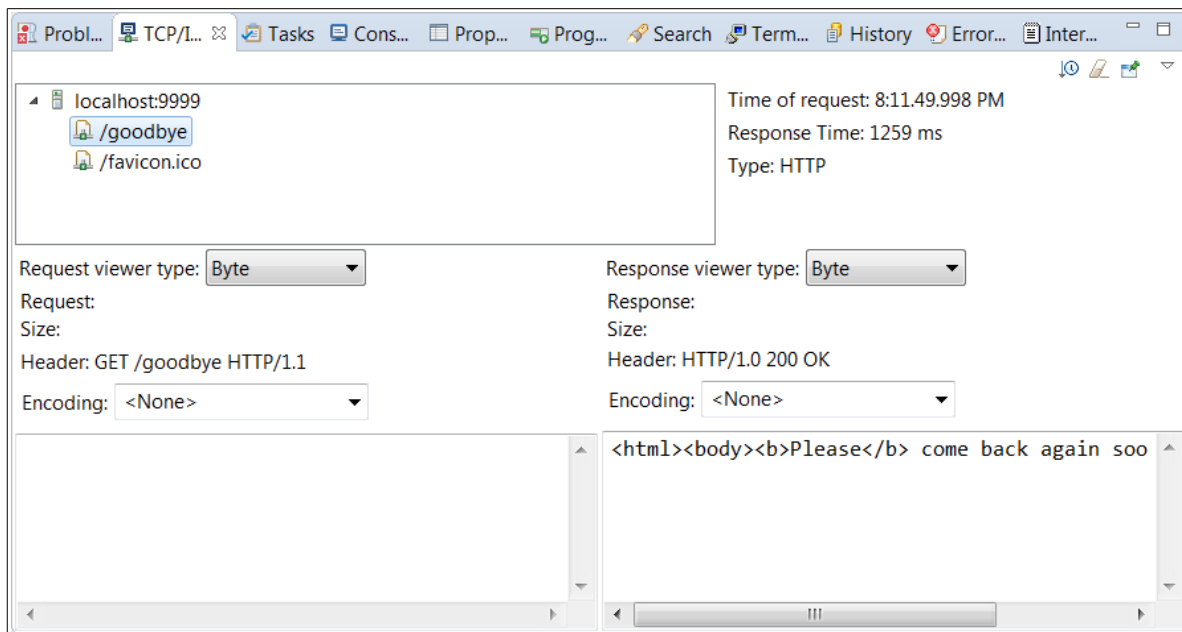 Probl... TCP/I... Tasks Cons... Prop... Prog... Search Term... History Error... Inter...
localhost:9999
/goodbye
/favicon.ico
Time of request: 8:11.49.998 PM
Response Time: 1259 ms
Type: HTTP
Request viewer type: Byte
Request:
Size:
Header: GET /goodbye HTTP/1.1
Encoding: <None>
Response viewer type: Byte
Response:
Size:
Header: HTTP/1.0 200 OK
Encoding: <None>
<html><body><b>Please</b> come back again soo